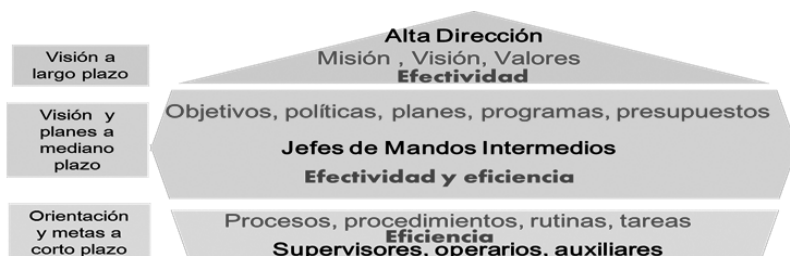 Visión a
largo plazo
Alta Dirección
Misión , Visión, Valores
Efectividad
Visión y
planes a
mediano
plazo
Objetivos, políticas, planes, programas, presupuestos
Jefes de Mandos Intermedios
Efectividad y eficiencia
Orientación
y metas a
corto plazo
Procesos, procedimientos, rutinas, tareas
Eficiencia
Supervisores, operarios, auxiliares